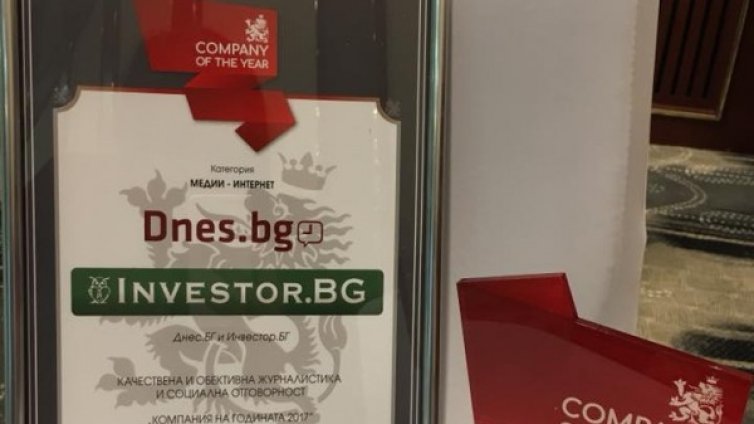 COMPANY
OF THE YEAR
Категория
МЕДИИ - ИНТЕРНЕТ
Dnes.bg
INVESTOR.BG
Днес.БГ и Инвестор.БГ
КАЧЕСТВЕНА И ОБЕКТИВНА ЖУРНАЛИСТИКА
И СОЦИАЛНА ОТГОВОРНОСТ
„КОМПАНИЯ НА ГОДИНАТА 2017“
COMPA